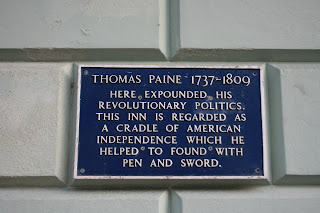 THOMAS PAINE 1737-1809
HERE EXPOUNDED HIS
REVOLUTIONARY POLITICS.
THIS INN IS REGARDED AS
A CRADLE OF AMERICAN
INDEPENDENCE WHICH HE
HELPED TO FOUND WITH
PEN AND SWORD.